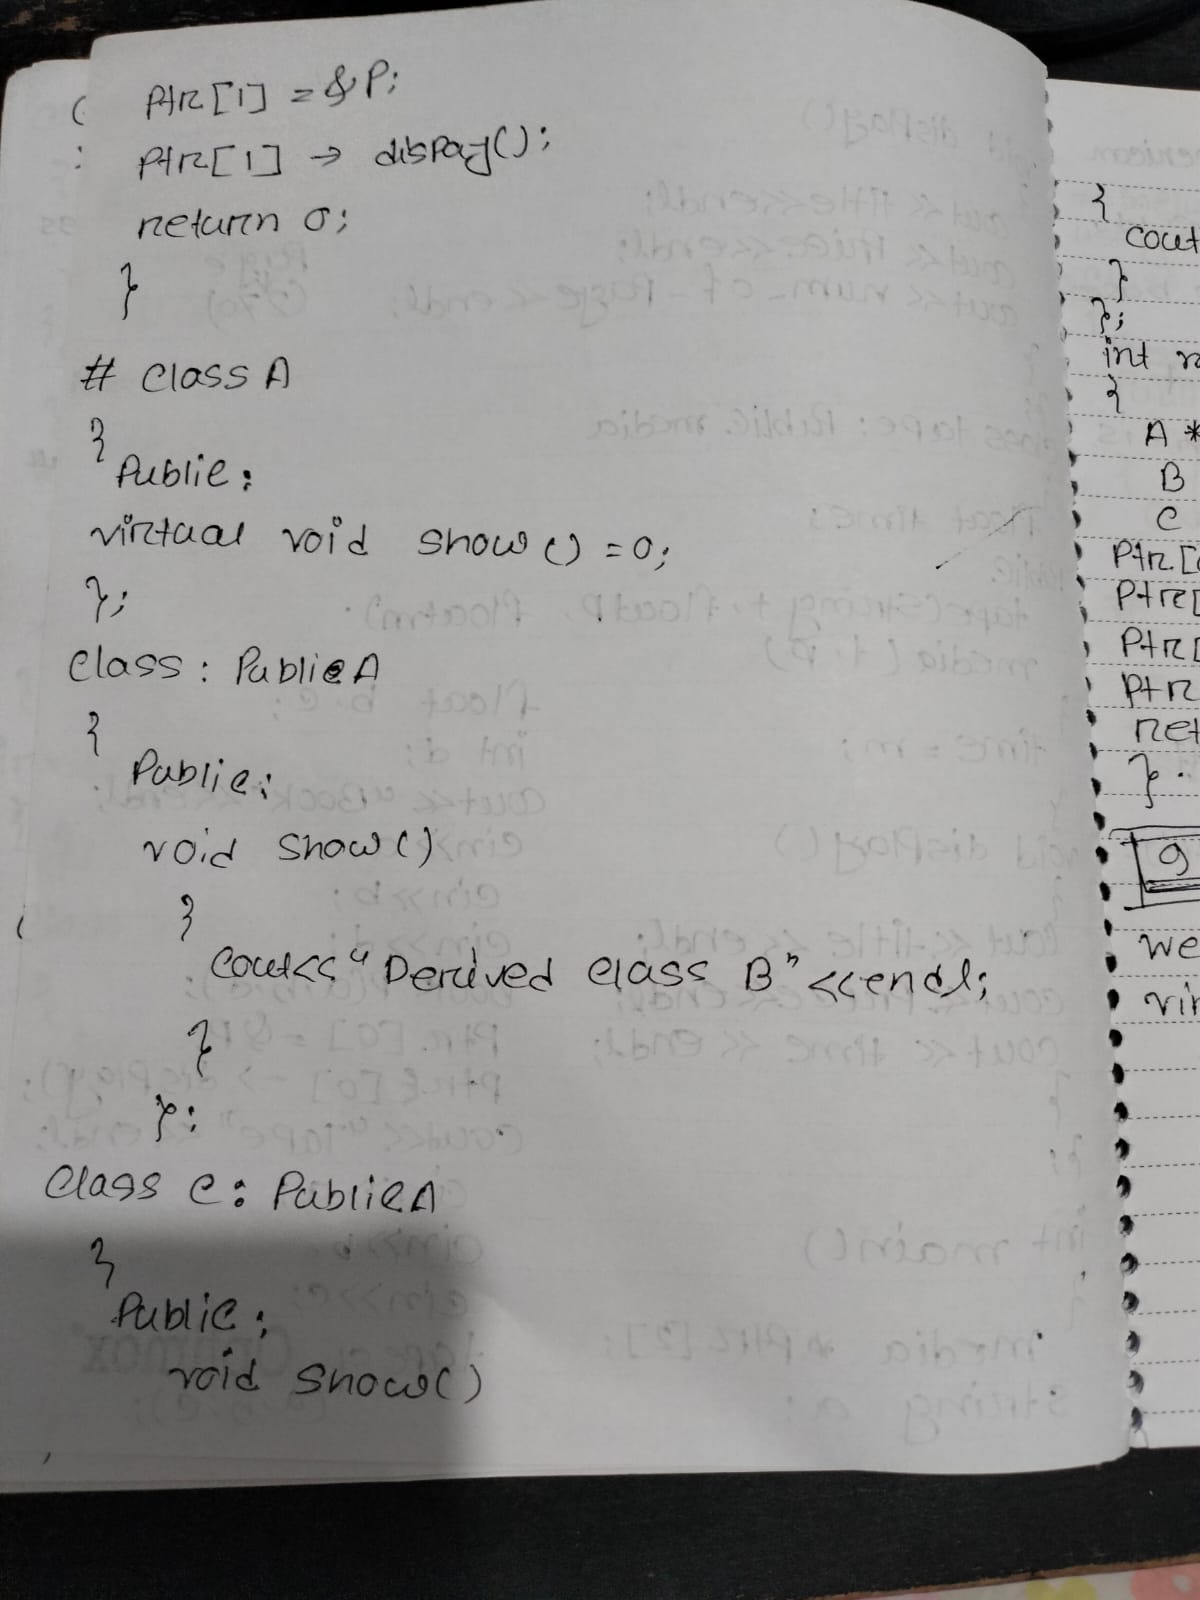 Ptr[1] = &P;
Ptr[1] → dispay();
return 0;
}
# Class A
{
Public:
virtual void show() = 0;
};
Class : Public A
{
Public:
void show()
{
Cout<< "Derived Class B" <<endl;
}
};
Class C: Public A
{
Public:
void show()
{
cout
}
};
int
{
A *
B
C
Ptr[
Ptr[
Ptr[
Ptr
ret
}
9
we
vir